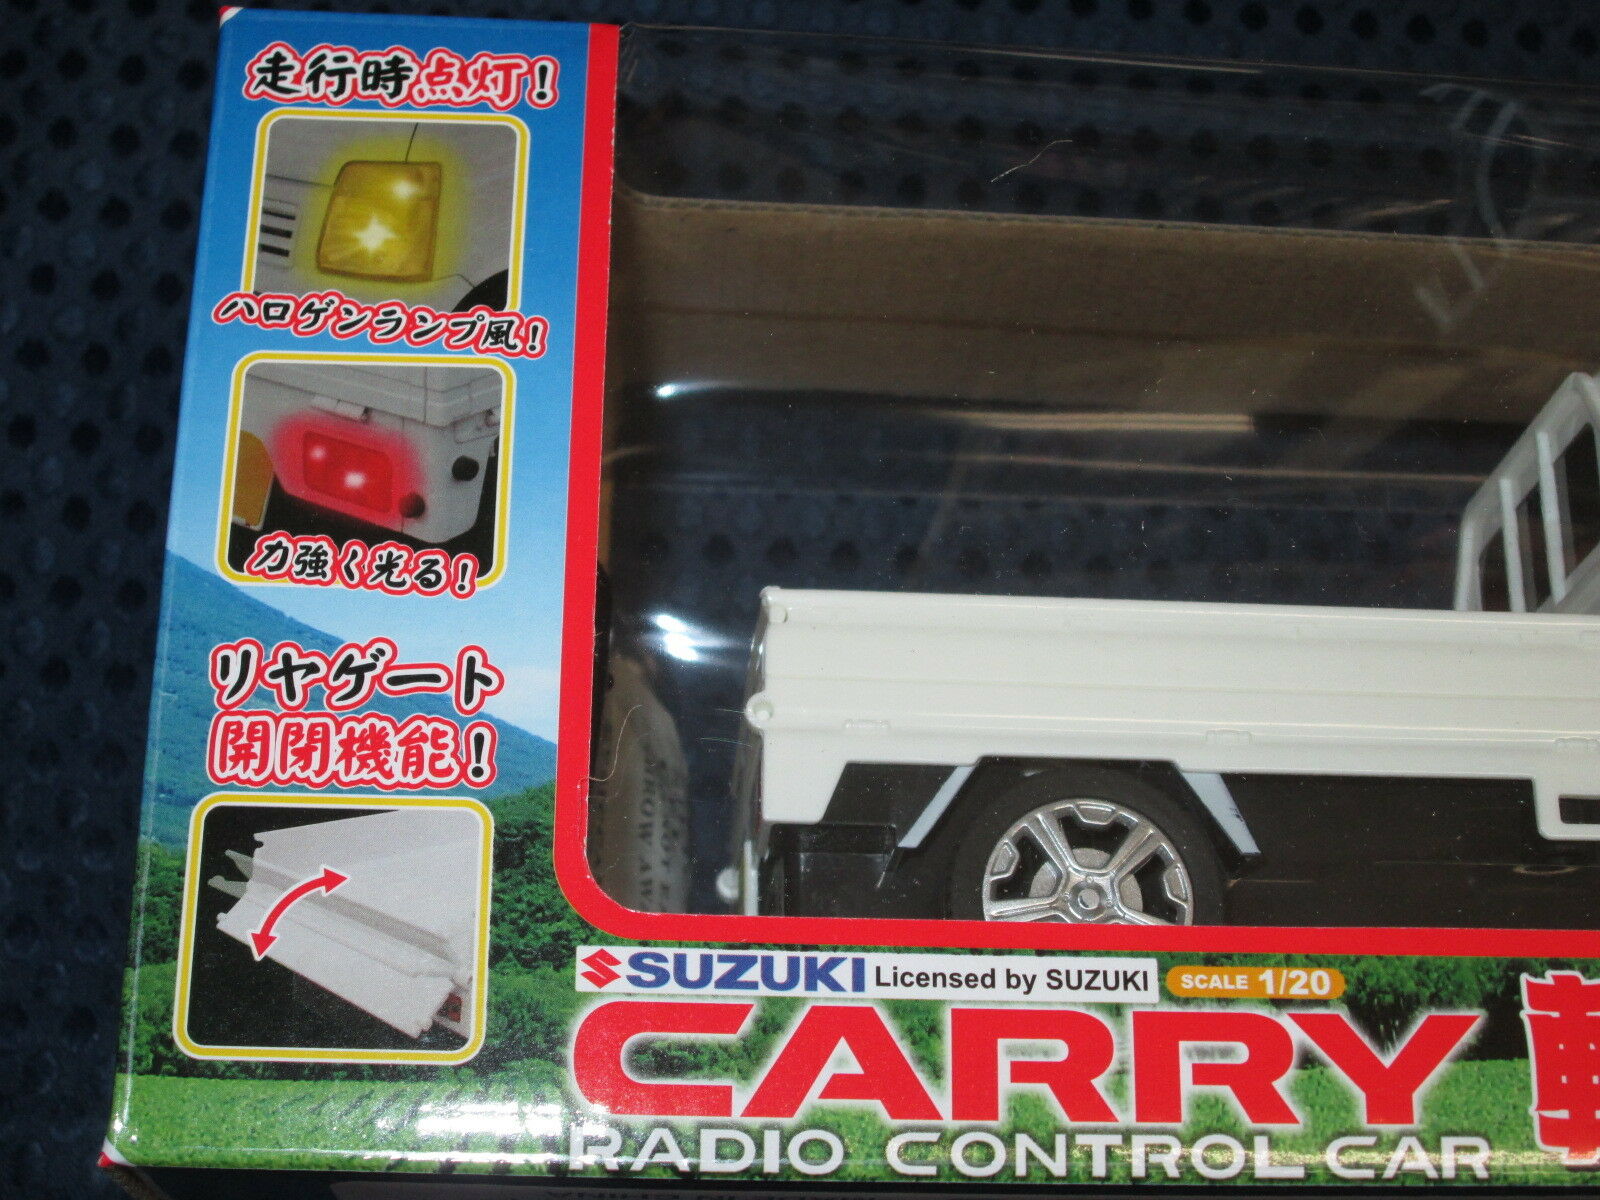 走行時点灯!
ハロゲンランプ風!
力強く光る!
リヤゲート
開閉機能!
SUZUKI Licensed by SUZUKI SCALE 1/20
CARRY
RADIO CONTROL CAR